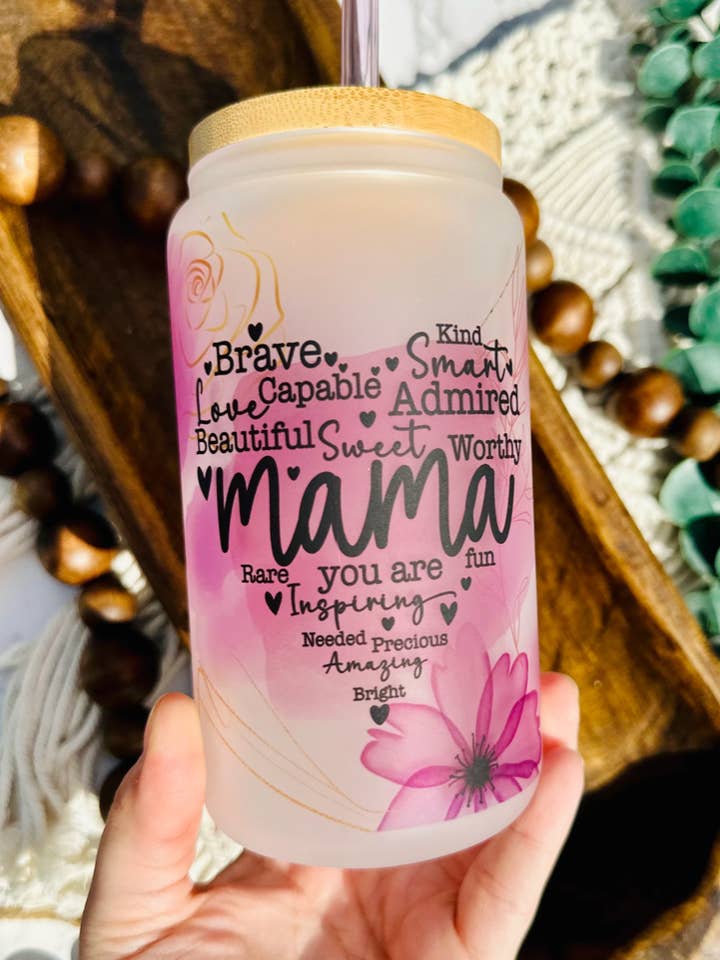 Kind
Brave Smart
Love Capable Admired
Beautiful Sweet Worthy
Mama
Rare you are fun
Inspiring
Needed Precious
Amazing
Bright